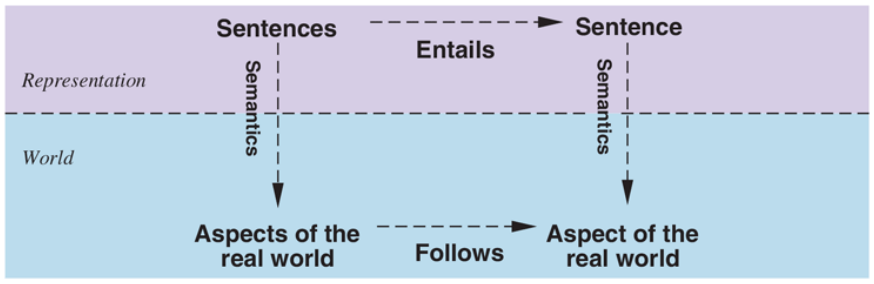 Sentences
Sentence
Entails
Representation
Semantics
Semantics
World
Aspects of the
real world
Follows
Aspect of the
real world